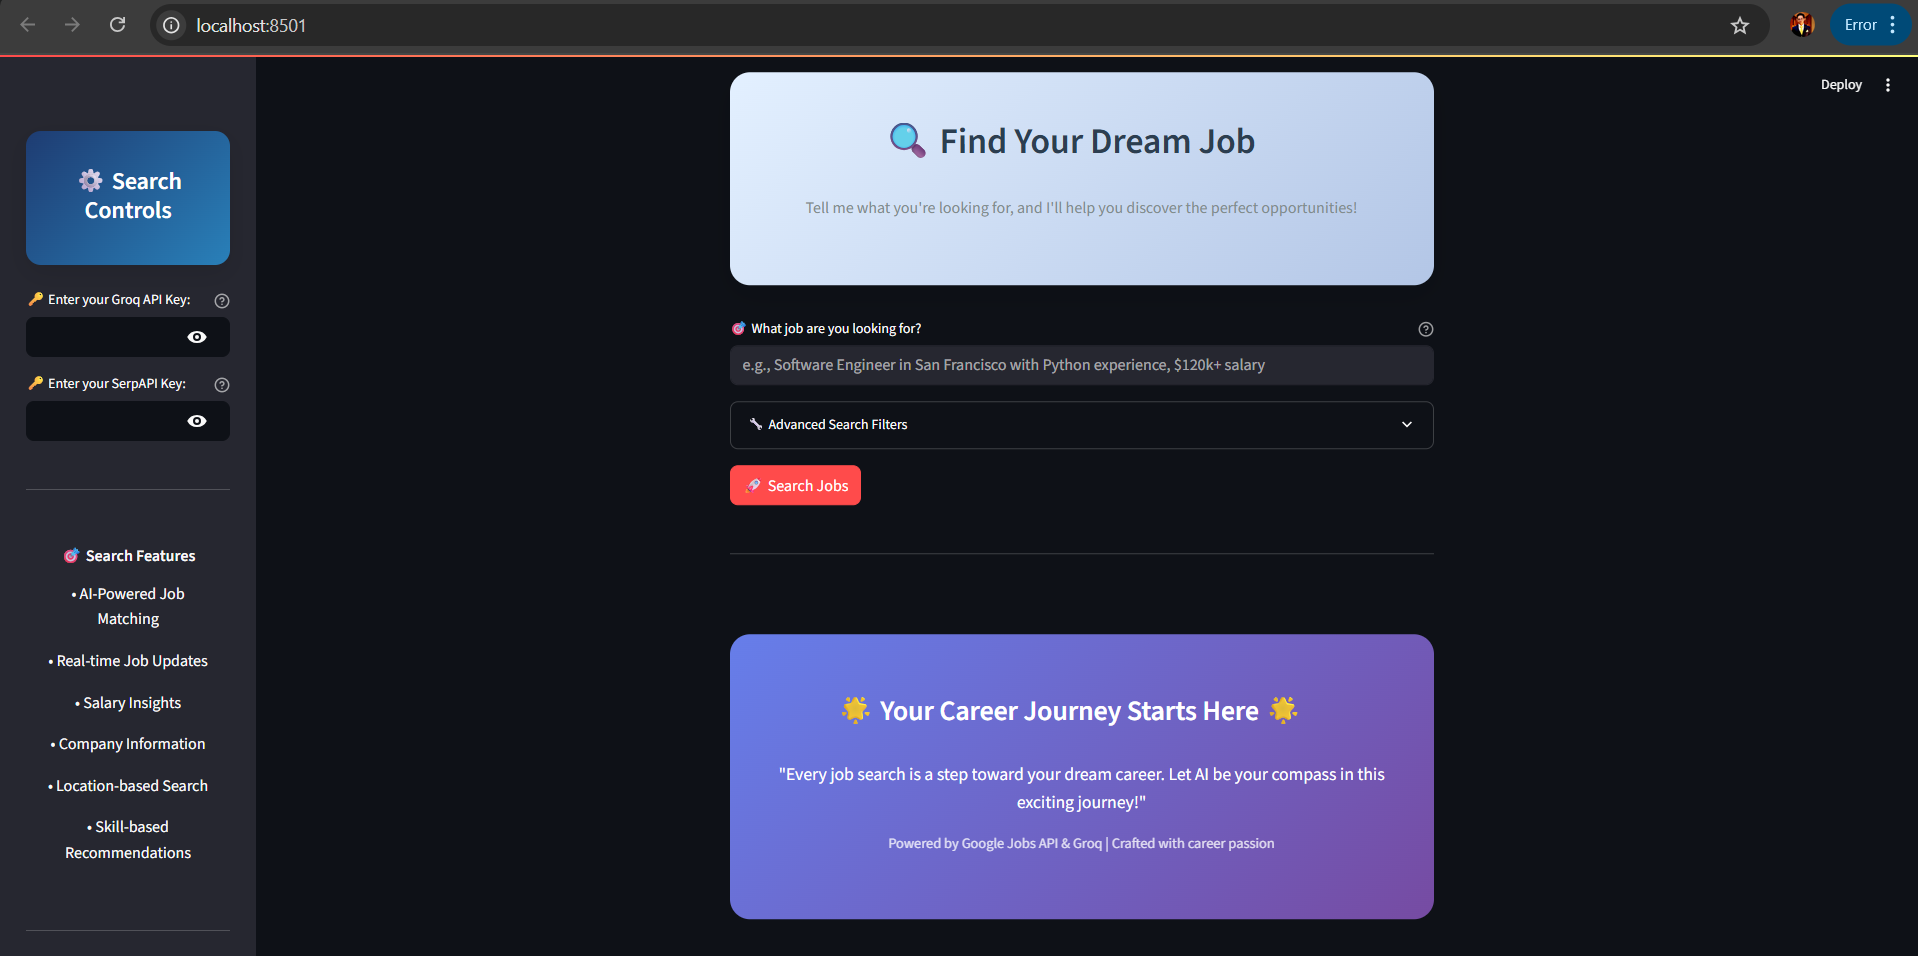 localhost:8501
Error
Deploy
Search
Controls
Enter your Groq API Key:
Enter your SerpAPI Key:
Search Features
• AI-Powered Job
Matching
• Real-time Job Updates
• Salary Insights
• Company Information
• Location-based Search
• Skill-based
Recommendations
Find Your Dream Job
Tell me what you're looking for, and I'll help you discover the perfect opportunities!
What job are you looking for?
e.g., Software Engineer in San Francisco with Python experience, $120k+ salary
Advanced Search Filters
Search Jobs
Your Career Journey Starts Here
"Every job search is a step toward your dream career. Let AI be your compass in this
exciting journey!"
Powered by Google Jobs API & Groq | Crafted with career passion